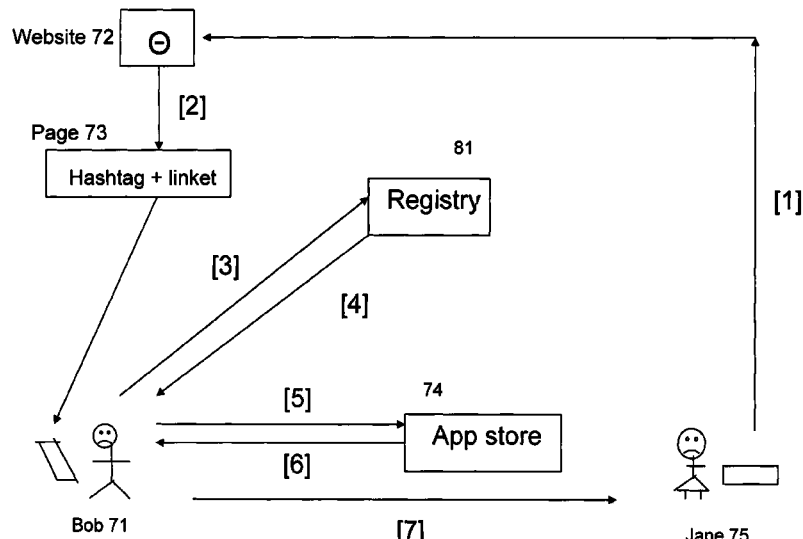 Website 72
Θ
[2]
Page 73
Hashtag + linket
81
Registry
[1]
[3]
[4]
74
[5]
App store
[6]
Bob 71
[7]
Jane 75